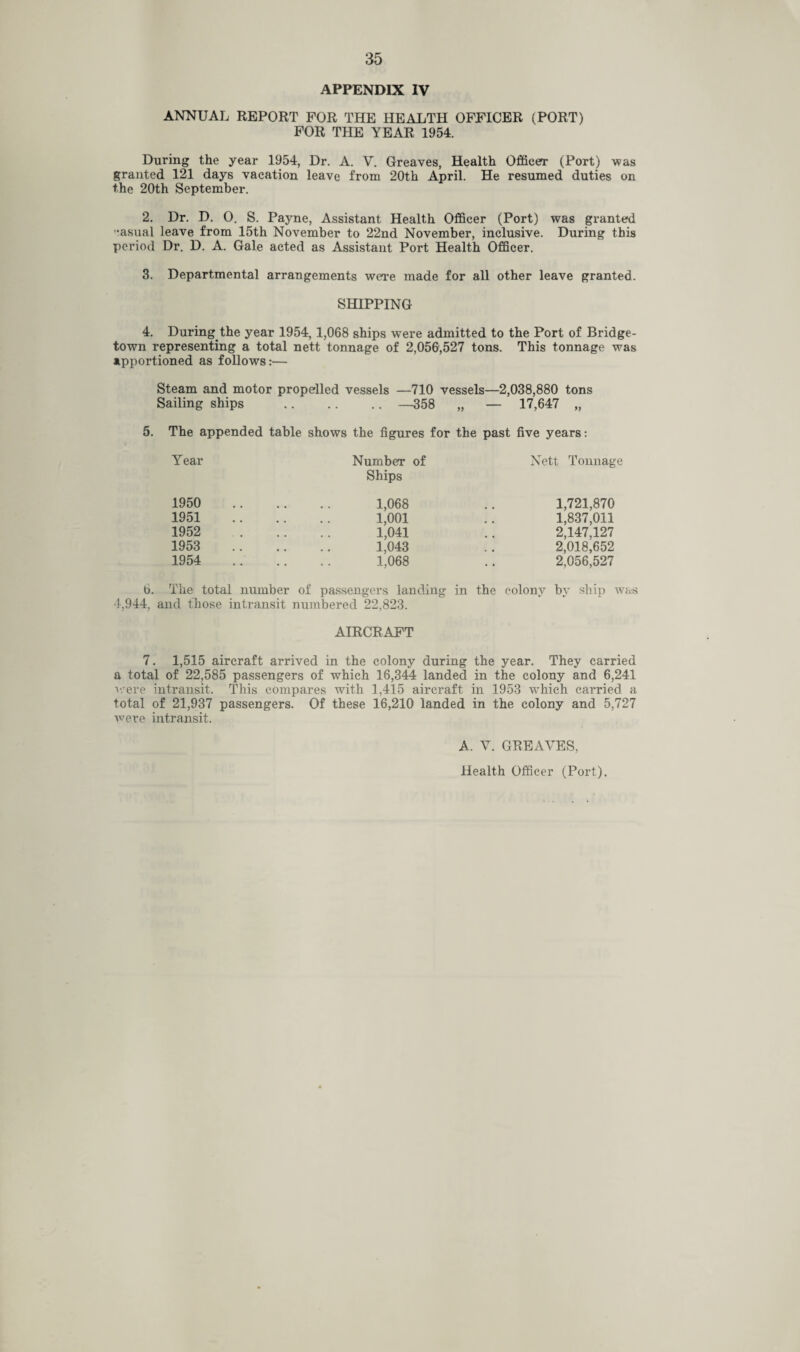 35
APPENDIX IV
ANNUAL REPORT FOR THE HEALTH OFFICER (PORT)
FOR THE YEAR 1954.
During the year 1954, Dr. A. V. Greaves, Health Officer (Port) was
granted 121 days vacation leave from 20th April. He resumed duties on
the 20th September.
2. Dr. D. O. S. Payne, Assistant Health Officer (Port) was granted
casual leave from 15th November to 22nd November, inclusive. During this
period Dr. D. A. Gale acted as Assistant Port Health Officer.
3. Departmental arrangements were made for all other leave granted.
SHIPPING
4. During the year 1954, 1,068 ships were admitted to the Port of Bridge-
town representing a total nett tonnage of 2,056,527 tons. This tonnage was
apportioned as follows:—
Steam and motor propelled vessels —710 vessels—2,038,880 tons
Sailing ships .. .. .. —358 „ — 17,647 „
5. The appended table shows the figures for the past five years:
Year Number of Nett Tonnage
Ships
1950 .. .. .. 1,068 .. 1,721,870
1951 .. .. .. 1,001 .. 1,837,011
1952 . .. .. 1,041 .. 2,147,127
1953 .. .. .. 1,043 .. 2,018,652
1954 .. .. .. 1,068 .. 2,056,527
6. The total number of passengers landing in the colony by ship was
4,944, and those intransit numbered 22,823.
AIRCRAFT
7. 1,515 aircraft arrived in the colony during the year. They carried
a total of 22,585 passengers of which 16,344 landed in the colony and 6,241
were intransit. This compares with 1,415 aircraft in 1953 which carried a
total of 21,937 passengers. Of these 16,210 landed in the colony and 5,727
were intransit.
A. V. GREAVES,
Health Officer (Port).